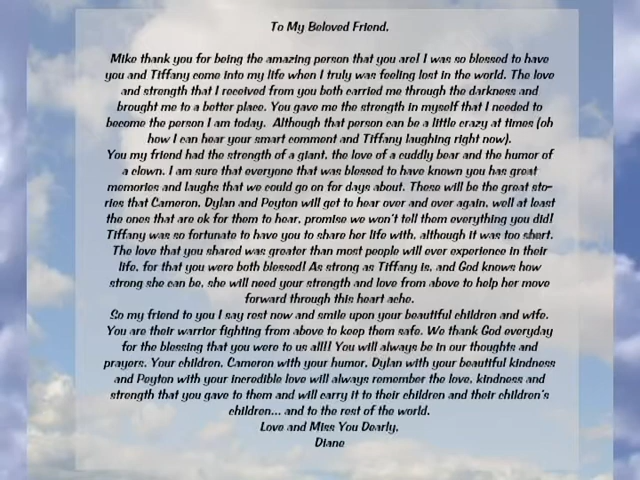 To My Beloved Friend,
Mike thank you for being the amazing person that you are! I was so blessed to have
you and Tiffany come into my life when I truly was feeling lost in the world. The love
and strength that I received from you both carried me through the darkness and
brought me to a better place. You gave me the strength in myself that I needed to
become the person I am today.  Although that person can be a little crazy at times (oh
how I can hear your smart comment and Tiffany laughing right now).
You my friend had the strength of a giant, the love of a cuddly bear and the humor of
a clown. I am sure that everyone that was blessed to have known you has great
memories and laughs that we could go on for days about. These will be the great sto-
ries that Cameron, Dylan and Peyton will get to hear over and over again, well at least
the ones that are ok for them to hear, promise we won't tell them everything you did!
Tiffany was so fortunate to have you to share her life with, although it was too short.
The love that you shared was greater than most people will ever experience in their
life, for that you were both blessed! As strong as Tiffany is, and God knows how
strong she can be, she will need your strength and love from above to help her move
forward through this heart ache.
So my friend to you I say rest now and smile upon your beautiful children and wife.
You are their warrior fighting from above to keep them safe. We thank God everyday
for the blessing that you were to us all!! You will always be in our thoughts and
prayers. Your children, Cameron with your humor, Dylan with your beautiful kindness
and Peyton with your incredible love will always remember the love, kindness and
strength that you gave to them and will carry it to their children and their children's
children... and to the rest of the world.
Love and Miss You Dearly,
Diane